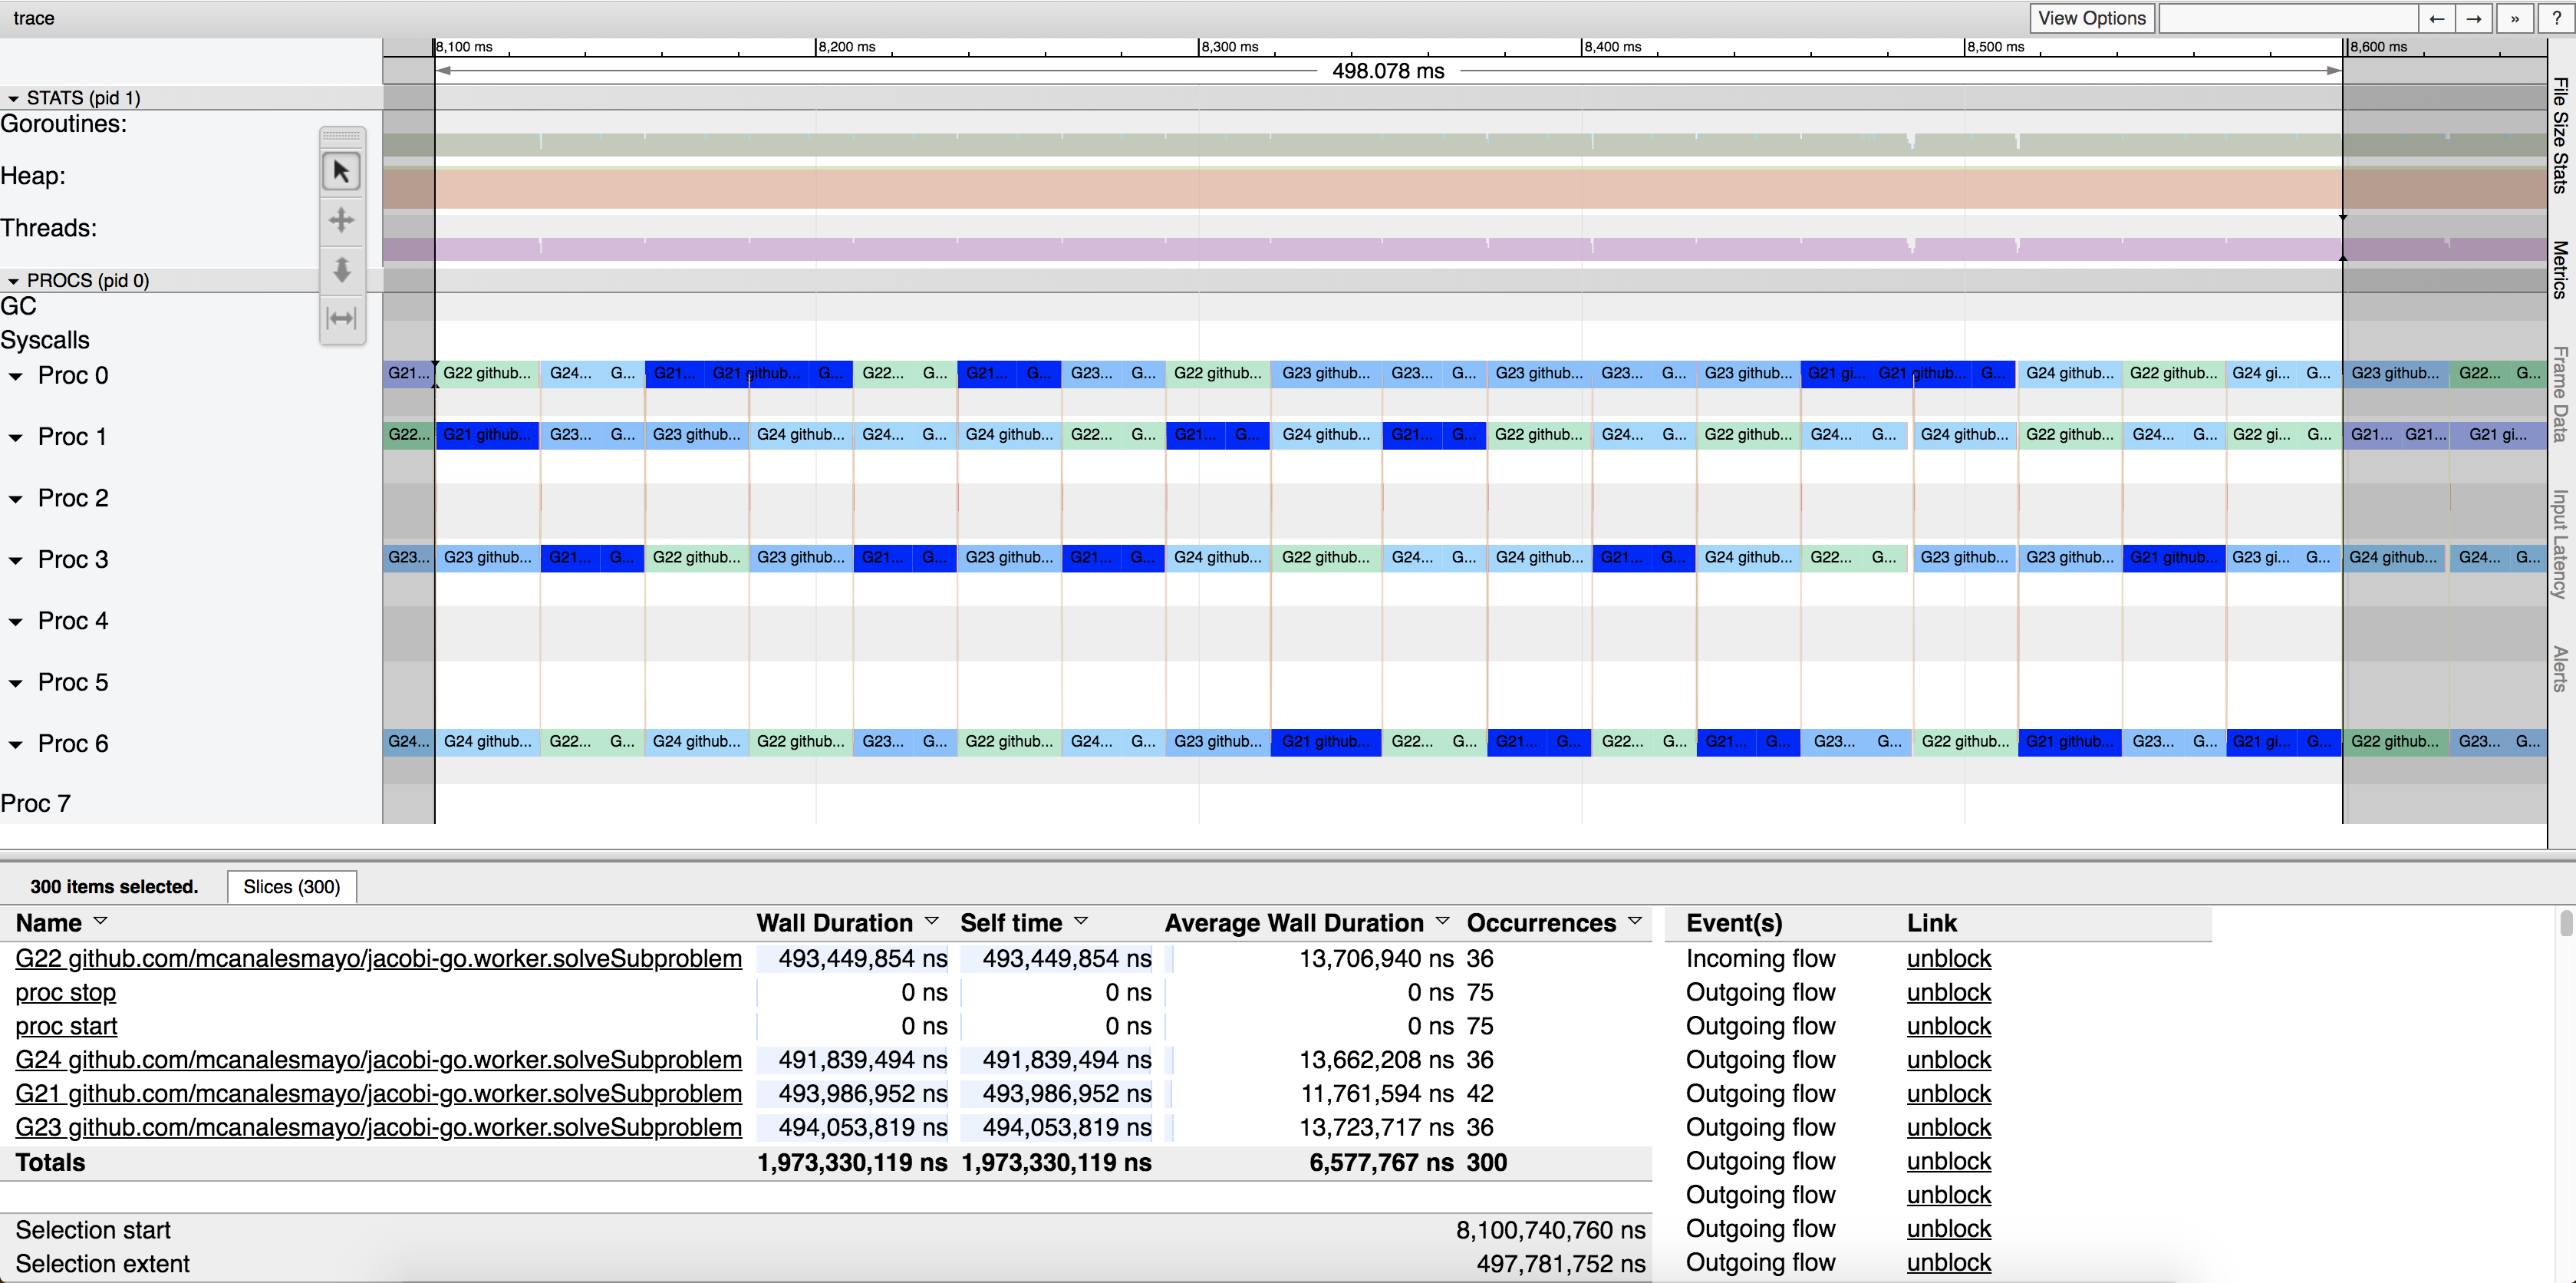 trace
View Options ← → » ?
8,100 ms 8,200 ms 8,300 ms 8,400 ms 8,500 ms 8,600 ms
498.078 ms
STATS (pid 1)
Goroutines:
Heap:
Threads:
PROCS (pid 0)
GC
Syscalls
Proc 0 G21... G22 github... G24... G... G21... G21 github... G... G22... G... G21... G... G23... G... G22 github... G23 github... G23... G... G23 github... G23... G... G23 github... G21 gi... G21 github... G... G24 github... G22 github... G24 gi... G... G23 github... G22... G...
Proc 1 G22... G21 github... G23... G... G23 github... G24 github... G24... G... G24 github... G22... G... G21... G... G24 github... G21... G... G22 github... G24... G... G22 github... G24... G... G24 github... G22 github... G24... G... G22 gi... G... G21... G21... G21 gi...
Proc 2
Proc 3 G23... G23 github... G21... G... G22 github... G23 github... G21... G... G23 github... G21... G... G24 github... G22 github... G24... G... G24 github... G21... G... G24 github... G22... G... G23 github... G23 github... G21 github... G23 gi... G... G24 github... G24... G...
Proc 4
Proc 5
Proc 6 G24... G24 github... G22... G... G24 github... G22 github... G23... G... G22 github... G24... G... G23 github... G21 github... G22... G... G21... G... G22... G... G21... G... G23... G... G22 github... G21 github... G23... G... G21 gi... G... G22 github... G23... G...
Proc 7
File Size Stats
Metrics
Frame Data
Input Latency
Alerts
300 items selected. Slices (300)
Name Wall Duration Self time Average Wall Duration Occurrences Event(s) Link
G22 github.com/mcanalesmayo/jacobi-go.worker.solveSubproblem 493,449,854 ns 493,449,854 ns 13,706,940 ns 36 Incoming flow unblock
proc stop 0 ns 0 ns 0 ns 75 Outgoing flow unblock
proc start 0 ns 0 ns 0 ns 75 Outgoing flow unblock
G24 github.com/mcanalesmayo/jacobi-go.worker.solveSubproblem 491,839,494 ns 491,839,494 ns 13,662,208 ns 36 Outgoing flow unblock
G21 github.com/mcanalesmayo/jacobi-go.worker.solveSubproblem 493,986,952 ns 493,986,952 ns 11,761,594 ns 42 Outgoing flow unblock
G23 github.com/mcanalesmayo/jacobi-go.worker.solveSubproblem 494,053,819 ns 494,053,819 ns 13,723,717 ns 36 Outgoing flow unblock
Totals 1,973,330,119 ns 1,973,330,119 ns 6,577,767 ns 300 Outgoing flow unblock
Outgoing flow unblock
Selection start 8,100,740,760 ns Outgoing flow unblock
Selection extent 497,781,752 ns Outgoing flow unblock